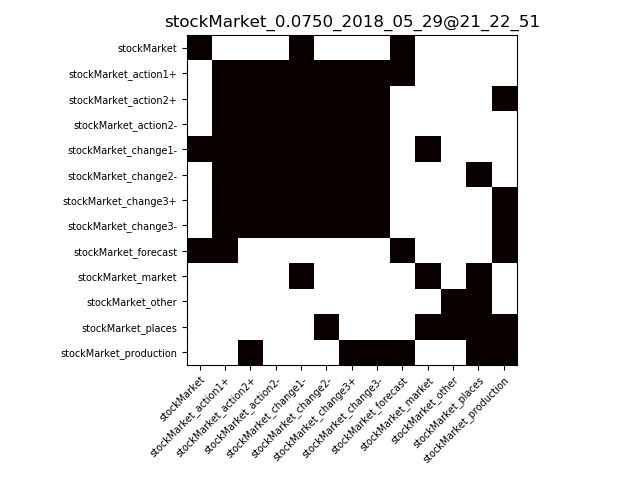 stockMarket_0.0750_2018_05_29@21_22_51
stockMarket
stockMarket_action1+
stockMarket_action2+
stockMarket_action2-
stockMarket_change1-
stockMarket_change2-
stockMarket_change3+
stockMarket_change3-
stockMarket_forecast
stockMarket_market
stockMarket_other
stockMarket_places
stockMarket_production
stockMarket
stockMarket_action1+
stockMarket_action2+
stockMarket_action2-
stockMarket_change1-
stockMarket_change2-
stockMarket_change3+
stockMarket_change3-
stockMarket_forecast
stockMarket_market
stockMarket_other
stockMarket_places
stockMarket_production